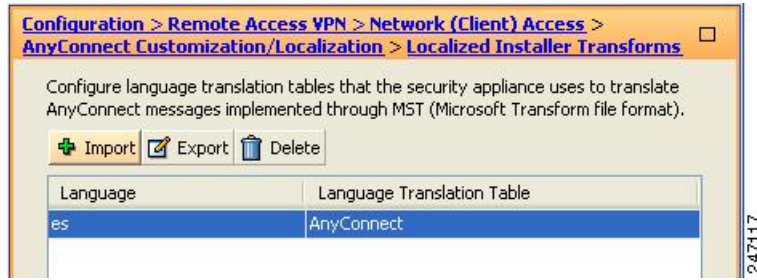 Configuration > Remote Access VPN > Network (Client) Access >
AnyConnect Customization/Localization > Localized Installer Transforms
Configure language translation tables that the security appliance uses to translate
AnyConnect messages implemented through MST (Microsoft Transform file format).
Import Export Delete
Language Language Translation Table
es AnyConnect
247117